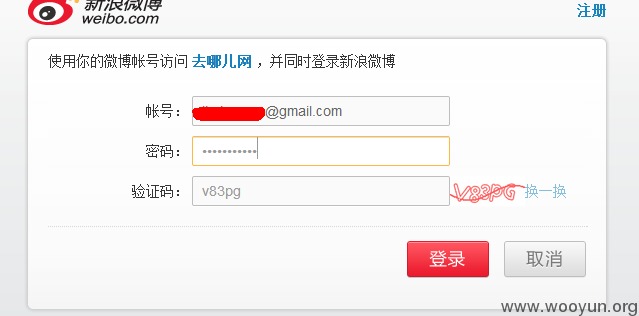 新浪微博
weibo.com
注册
使用你的微博帐号访问 去哪儿网 ，并同时登录新浪微博
帐号： @gmail.com
密码： •••••••••••
验证码： v83pg V83PG 换一换
登录 取消
www.wooyun.org